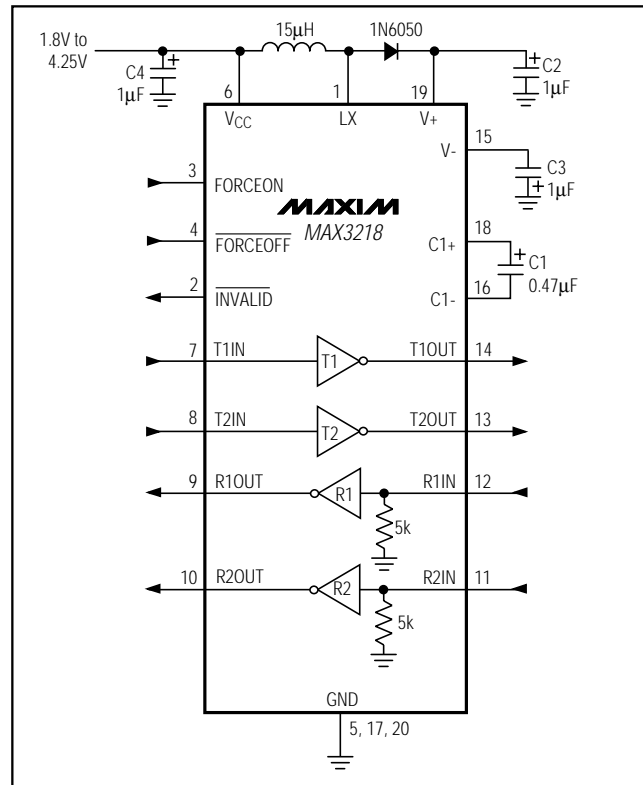 1.8V to
4.25V
15µH
1N6050
C4
+
1µF
6
1
19
+
C2
1µF
VCC
LX
V+
V-
15
C3
+
1µF
3
FORCEON
MAXIM
MAX3218
4
FORCEOFF
C1+
18
+
C1
0.47µF
2
INVALID
C1-
16
7
T1IN
T1
T1OUT
14
8
T2IN
T2
T2OUT
13
9
R1OUT
R1
R1IN
12
5k
10
R2OUT
R2
R2IN
11
5k
GND
5, 17, 20